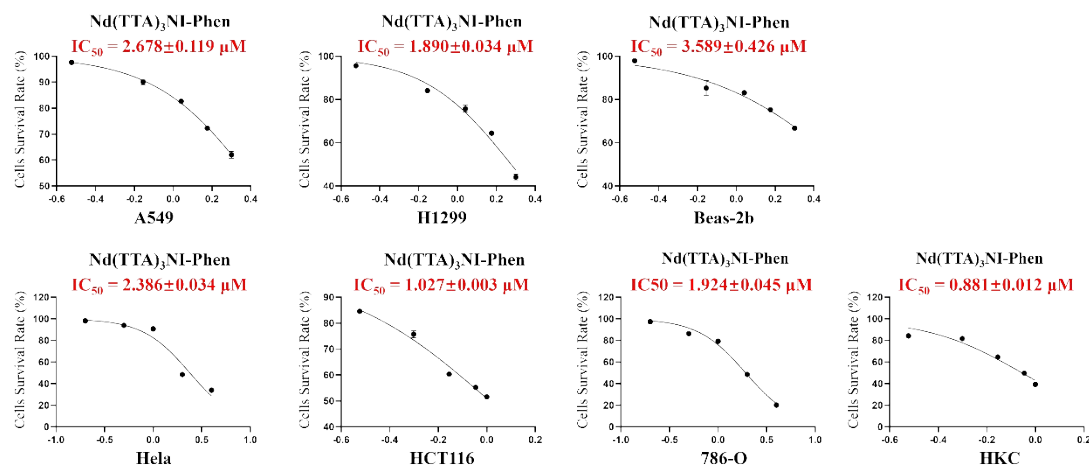 Nd(TTA)₃NI-Phen
IC₅₀ = 2.678±0.119 μM
Cells Survival Rate (%)
100
90
80
70
60
50
-0.6 -0.4 -0.2 0.0 0.2 0.4
A549
Nd(TTA)₃NI-Phen
IC₅₀ = 1.890±0.034 μM
Cells Survival Rate (%)
100
80
60
40
-0.6 -0.4 -0.2 0.0 0.2 0.4
H1299
Nd(TTA)₃NI-Phen
IC₅₀ = 3.589±0.426 μM
Cells Survival Rate (%)
100
80
60
40
-0.6 -0.4 -0.2 0.0 0.2 0.4
Beas-2b
Nd(TTA)₃NI-Phen
IC₅₀ = 2.386±0.034 μM
Cells Survival Rate (%)
120
100
80
60
40
20
0
-1.0 -0.5 0.0 0.5 1.0
Hela
Nd(TTA)₃NI-Phen
IC₅₀ = 1.027±0.003 μM
Cells Survival Rate (%)
90
80
70
60
50
40
-0.6 -0.4 -0.2 0.0 0.2
HCT116
Nd(TTA)₃NI-Phen
IC50 = 1.924±0.045 μM
Cells Survival Rate (%)
120
100
80
60
40
20
0
-1.0 -0.5 0.0 0.5 1.0
786-O
Nd(TTA)₃NI-Phen
IC₅₀ = 0.881±0.012 μM
Cells Survival Rate (%)
120
100
80
60
40
20
0
-0.6 -0.4 -0.2 0.0 0.2
HKC